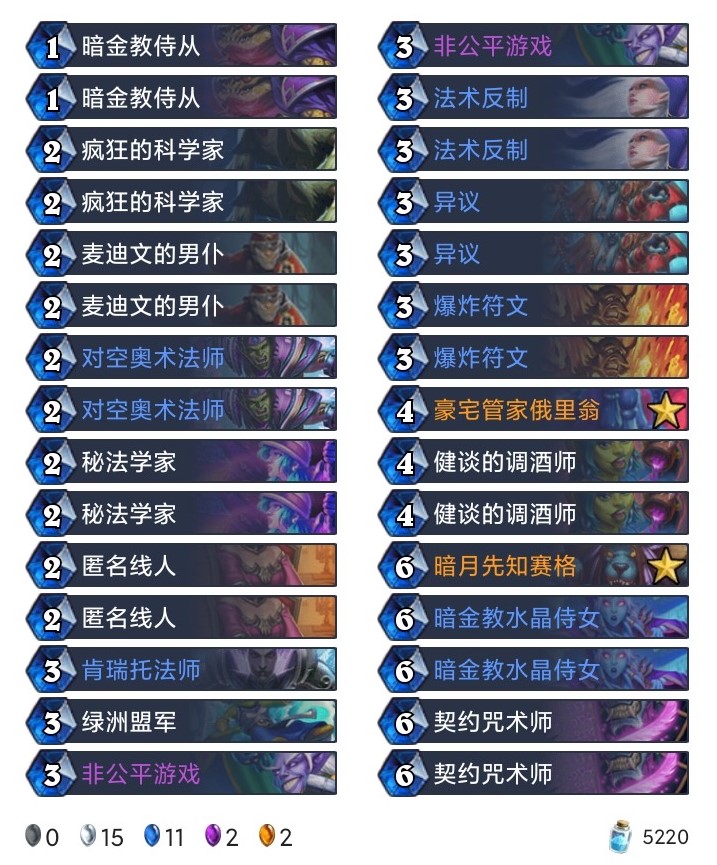 1 暗金教侍从
1 暗金教侍从
2 疯狂的科学家
2 疯狂的科学家
2 麦迪文的男仆
2 麦迪文的男仆
2 对空奥术法师
2 对空奥术法师
2 秘法学家
2 秘法学家
2 匿名线人
2 匿名线人
3 肯瑞托法师
3 绿洲盟军
3 非公平游戏
3 非公平游戏
3 法术反制
3 法术反制
3 异议
3 异议
3 爆炸符文
3 爆炸符文
4 豪宅管家俄里翁
4 健谈的调酒师
4 健谈的调酒师
6 暗月先知赛格
6 暗金教水晶侍女
6 暗金教水晶侍女
6 契约咒术师
6 契约咒术师
0 15 11 2 2 5220